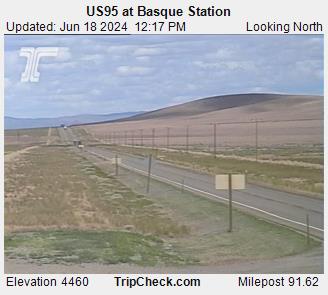 US95 at Basque Station
Updated: Jun 18 2024 12:17 PM Looking North
Elevation 4460 TripCheck.com Milepost 91.62